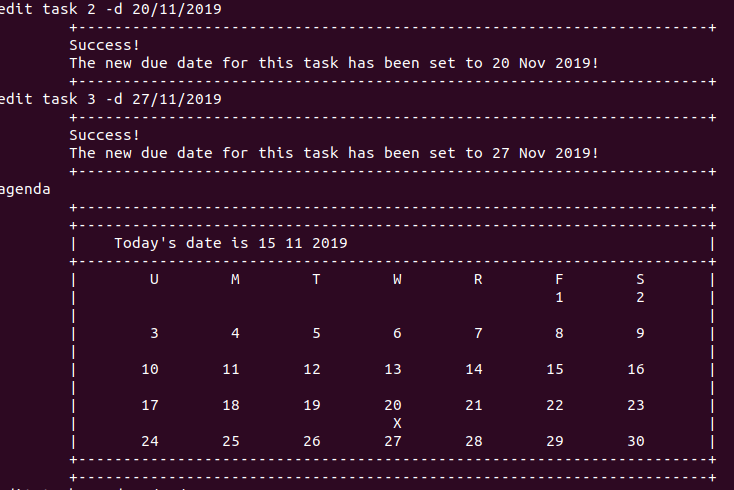 edit task 2 -d 20/11/2019
+----------------------------------------------------------------------+
Success!
The new due date for this task has been set to 20 Nov 2019!
+----------------------------------------------------------------------+
edit task 3 -d 27/11/2019
+----------------------------------------------------------------------+
Success!
The new due date for this task has been set to 27 Nov 2019!
+----------------------------------------------------------------------+
agenda
+----------------------------------------------------------------------+
+----------------------------------------------------------------------+
|    Today's date is 15 11 2019                                        |
+----------------------------------------------------------------------+
|        U        M        T        W        R        F        S       |
|                                                     1        2       |
|                                                                      |
|        3        4        5        6        7        8        9       |
|                                                                      |
|       10       11       12       13       14       15       16       |
|                                                                      |
|       17       18       19       20       21       22       23       |
|                                   X                                  |
|       24       25       26       27       28       29       30       |
+----------------------------------------------------------------------+
+----------------------------------------------------------------------+